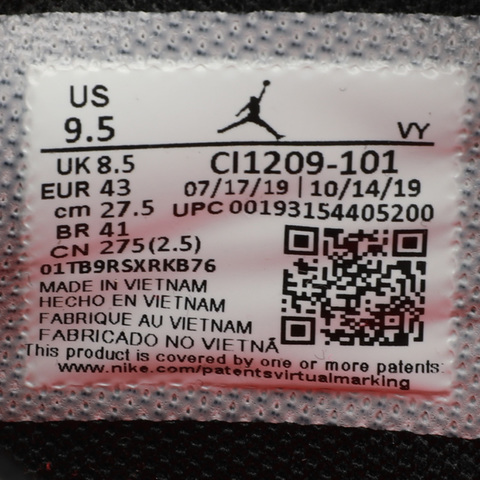 US
9.5
VY
UK 8.5
CI1209-101
EUR 43
07/17/19 | 10/14/19
cm 27.5
UPC 00193154405200
BR 41
CN 275(2.5)
01TB9RSXRKB76
MADE IN VIETNAM
HECHO EN VIETNAM
FABRIQUE AU VIETNAM
FABRICADO NO VIETNÃ
This product is covered by one or more patents:
www.nike.com/patentsvirtualmarking